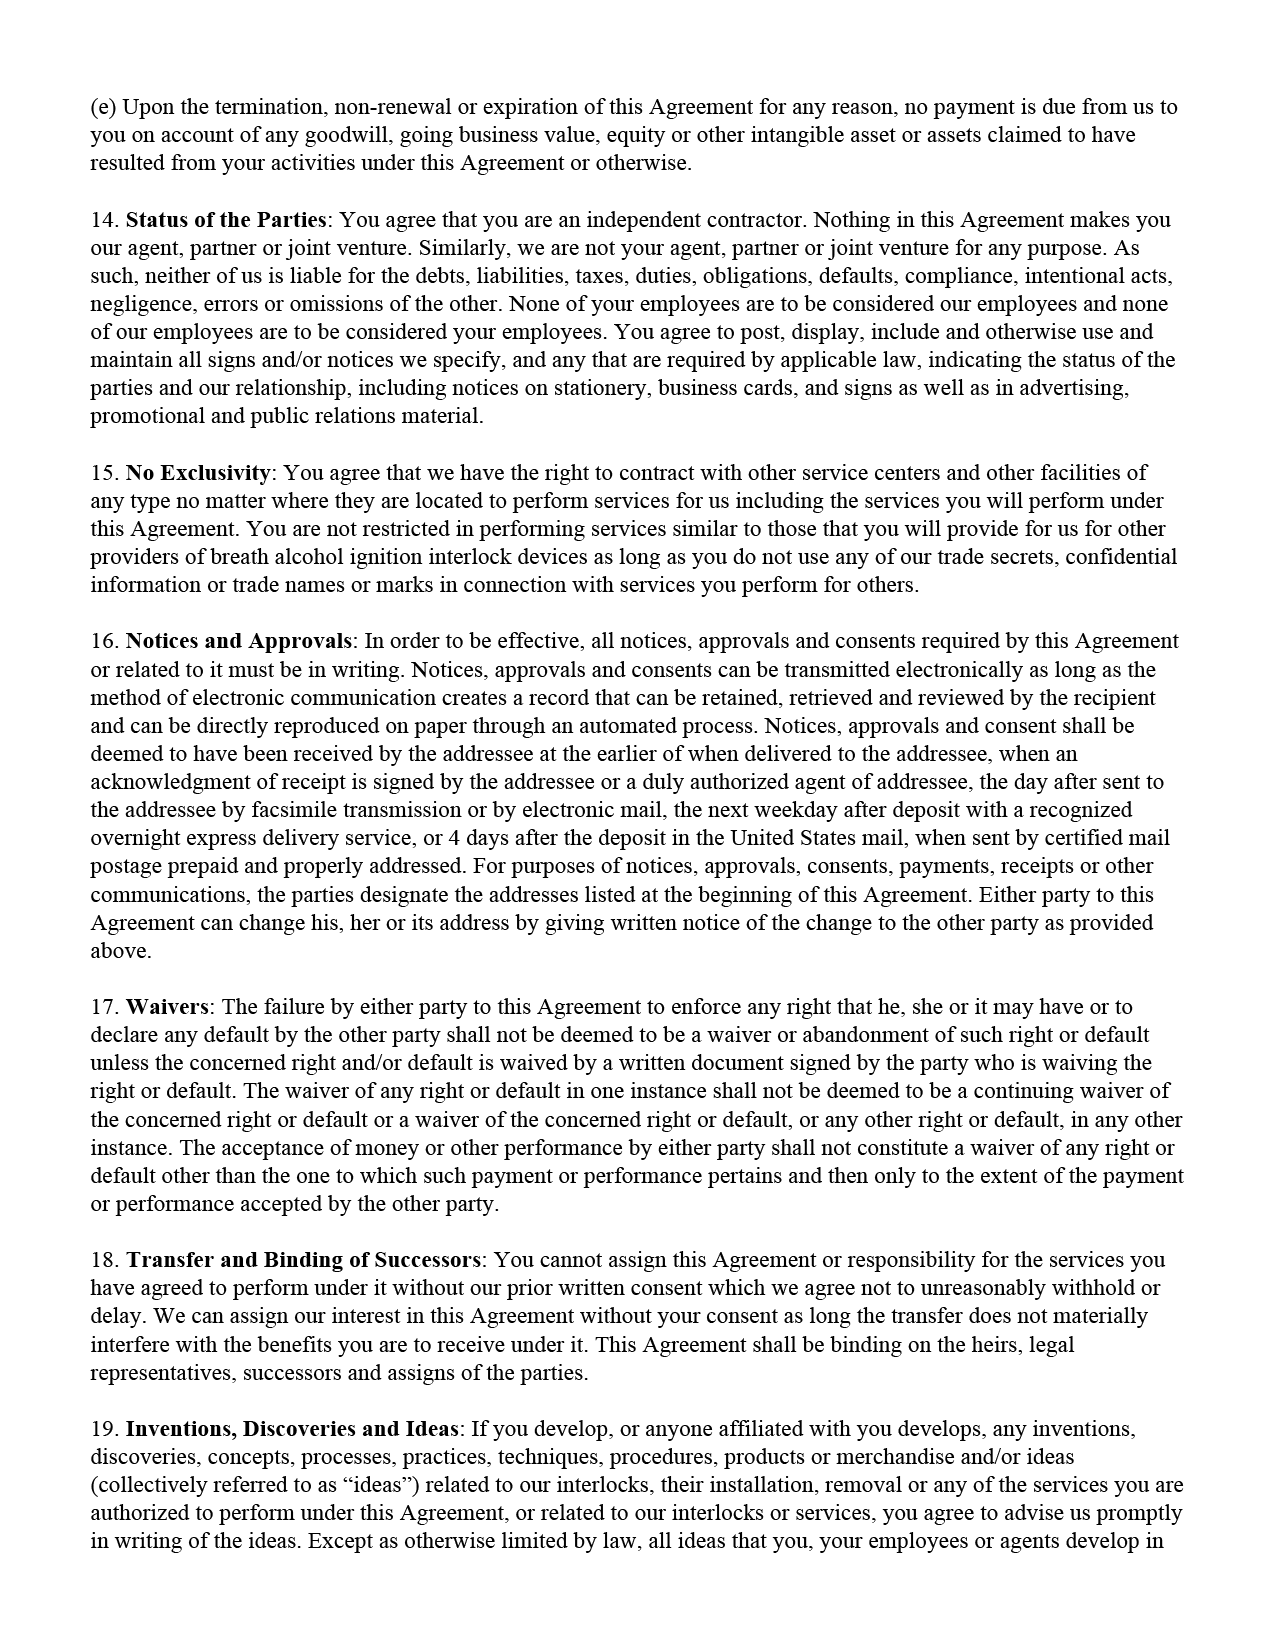 (e) Upon the termination, non-renewal or expiration of this Agreement for any reason, no payment is due from us to
you on account of any goodwill, going business value, equity or other intangible asset or assets claimed to have
resulted from your activities under this Agreement or otherwise.
14. Status of the Parties: You agree that you are an independent contractor. Nothing in this Agreement makes you
our agent, partner or joint venture. Similarly, we are not your agent, partner or joint venture for any purpose. As
such, neither of us is liable for the debts, liabilities, taxes, duties, obligations, defaults, compliance, intentional acts,
negligence, errors or omissions of the other. None of your employees are to be considered our employees and none
of our employees are to be considered your employees. You agree to post, display, include and otherwise use and
maintain all signs and/or notices we specify, and any that are required by applicable law, indicating the status of the
parties and our relationship, including notices on stationery, business cards, and signs as well as in advertising,
promotional and public relations material.
15. No Exclusivity: You agree that we have the right to contract with other service centers and other facilities of
any type no matter where they are located to perform services for us including the services you will perform under
this Agreement. You are not restricted in performing services similar to those that you will provide for us for other
providers of breath alcohol ignition interlock devices as long as you do not use any of our trade secrets, confidential
information or trade names or marks in connection with services you perform for others.
16. Notices and Approvals: In order to be effective, all notices, approvals and consents required by this Agreement
or related to it must be in writing. Notices, approvals and consents can be transmitted electronically as long as the
method of electronic communication creates a record that can be retained, retrieved and reviewed by the recipient
and can be directly reproduced on paper through an automated process. Notices, approvals and consent shall be
deemed to have been received by the addressee at the earlier of when delivered to the addressee, when an
acknowledgment of receipt is signed by the addressee or a duly authorized agent of addressee, the day after sent to
the addressee by facsimile transmission or by electronic mail, the next weekday after deposit with a recognized
overnight express delivery service, or 4 days after the deposit in the United States mail, when sent by certified mail
postage prepaid and properly addressed. For purposes of notices, approvals, consents, payments, receipts or other
communications, the parties designate the addresses listed at the beginning of this Agreement. Either party to this
Agreement can change his, her or its address by giving written notice of the change to the other party as provided
above.
17. Waivers: The failure by either party to this Agreement to enforce any right that he, she or it may have or to
declare any default by the other party shall not be deemed to be a waiver or abandonment of such right or default
unless the concerned right and/or default is waived by a written document signed by the party who is waiving the
right or default. The waiver of any right or default in one instance shall not be deemed to be a continuing waiver of
the concerned right or default or a waiver of the concerned right or default, or any other right or default, in any other
instance. The acceptance of money or other performance by either party shall not constitute a waiver of any right or
default other than the one to which such payment or performance pertains and then only to the extent of the payment
or performance accepted by the other party.
18. Transfer and Binding of Successors: You cannot assign this Agreement or responsibility for the services you
have agreed to perform under it without our prior written consent which we agree not to unreasonably withhold or
delay. We can assign our interest in this Agreement without your consent as long the transfer does not materially
interfere with the benefits you are to receive under it. This Agreement shall be binding on the heirs, legal
representatives, successors and assigns of the parties.
19. Inventions, Discoveries and Ideas: If you develop, or anyone affiliated with you develops, any inventions,
discoveries, concepts, processes, practices, techniques, procedures, products or merchandise and/or ideas
(collectively referred to as “ideas”) related to our interlocks, their installation, removal or any of the services you are
authorized to perform under this Agreement, or related to our interlocks or services, you agree to advise us promptly
in writing of the ideas. Except as otherwise limited by law, all ideas that you, your employees or agents develop in